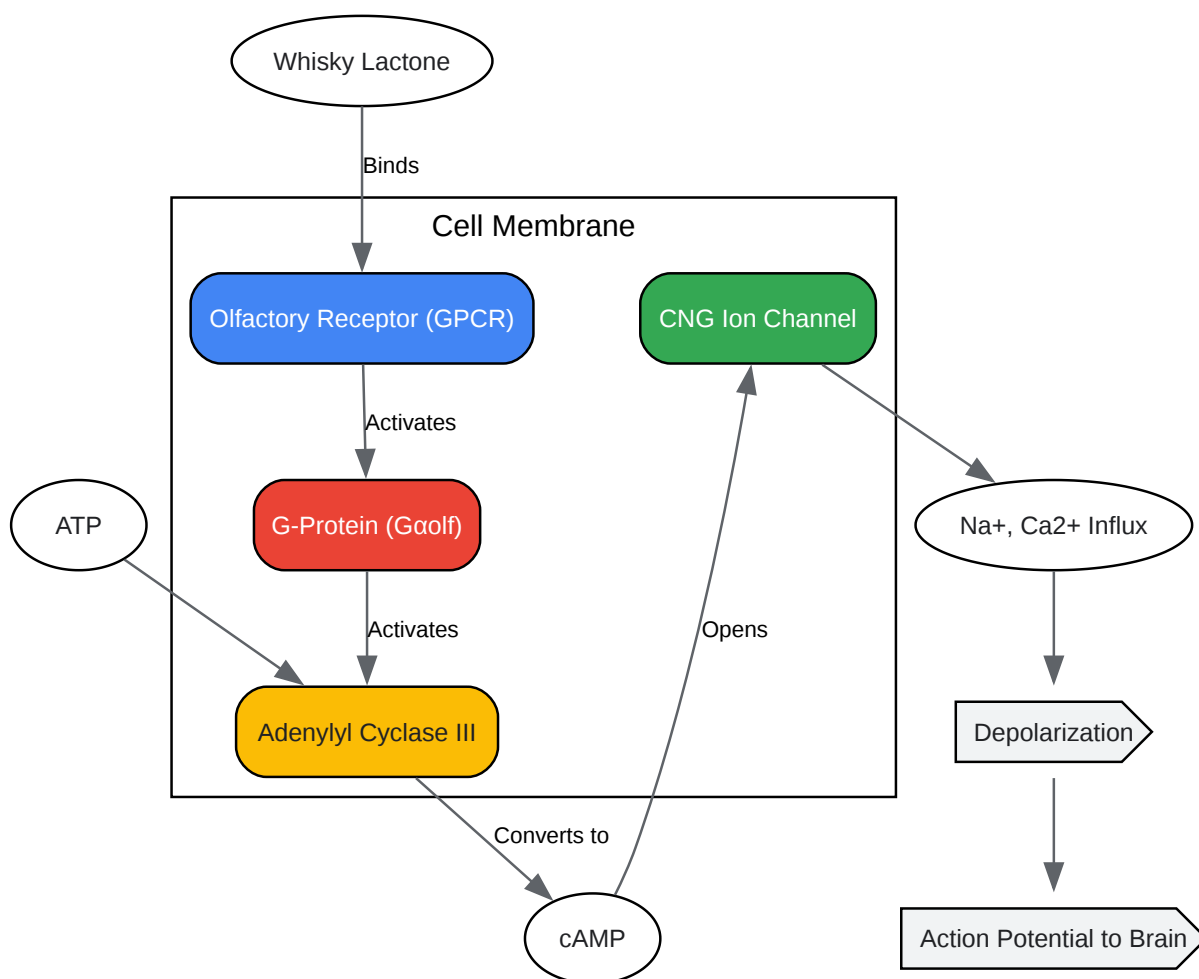 Whisky Lactone
Binds
Cell Membrane
Olfactory Receptor (GPCR)
CNG Ion Channel
Activates
ATP
G-Protein (Gαolf)
Na+, Ca2+ Influx
Activates
Opens
Adenylyl Cyclase III
Depolarization
Converts to
cAMP
Action Potential to Brain